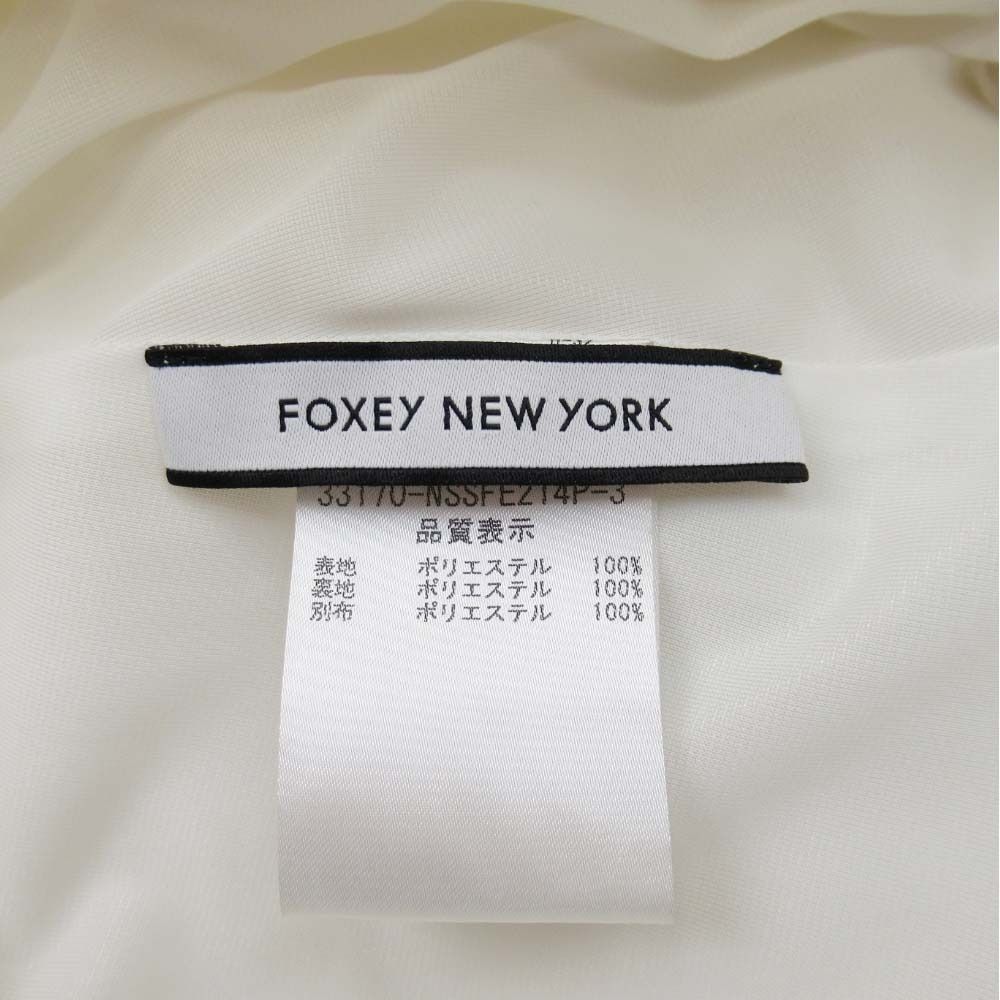 FOXEY NEW YORK
33170-NSSFE214P-3
品質表示
表地 ポリエステル 100%
裏地 ポリエステル 100%
別布 ポリエステル 100%